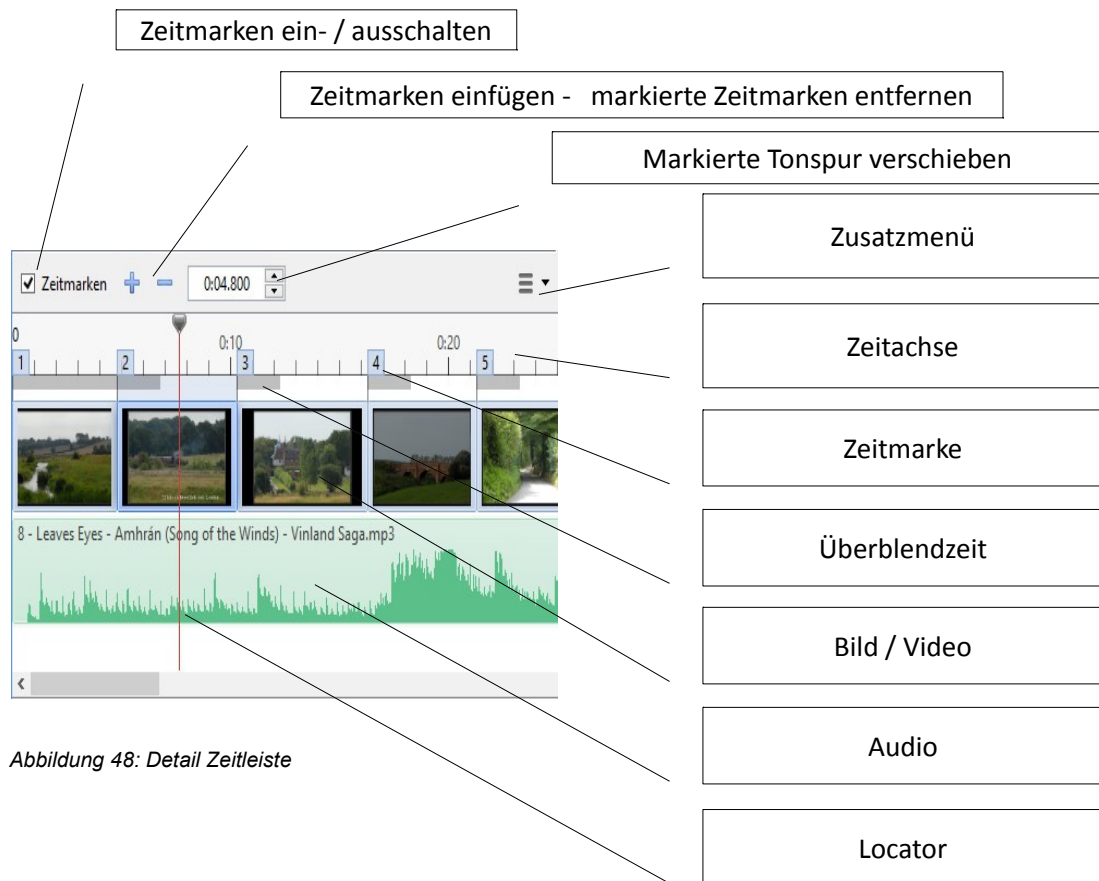 Zeitmarken ein- / ausschalten
Zeitmarken einfügen - markierte Zeitmarken entfernen
Markierte Tonspur verschieben
Zusatzmenü
Zeitmarken
0:04.800
0
0:10
0:20
1
2
3
4
5
Zeitachse
Zeitmarke
8 - Leaves Eyes - Amhrán (Song of the Winds) - Vinland Saga.mp3
Überblendzeit
Bild / Video
Audio
Abbildung 48: Detail Zeitleiste
Locator